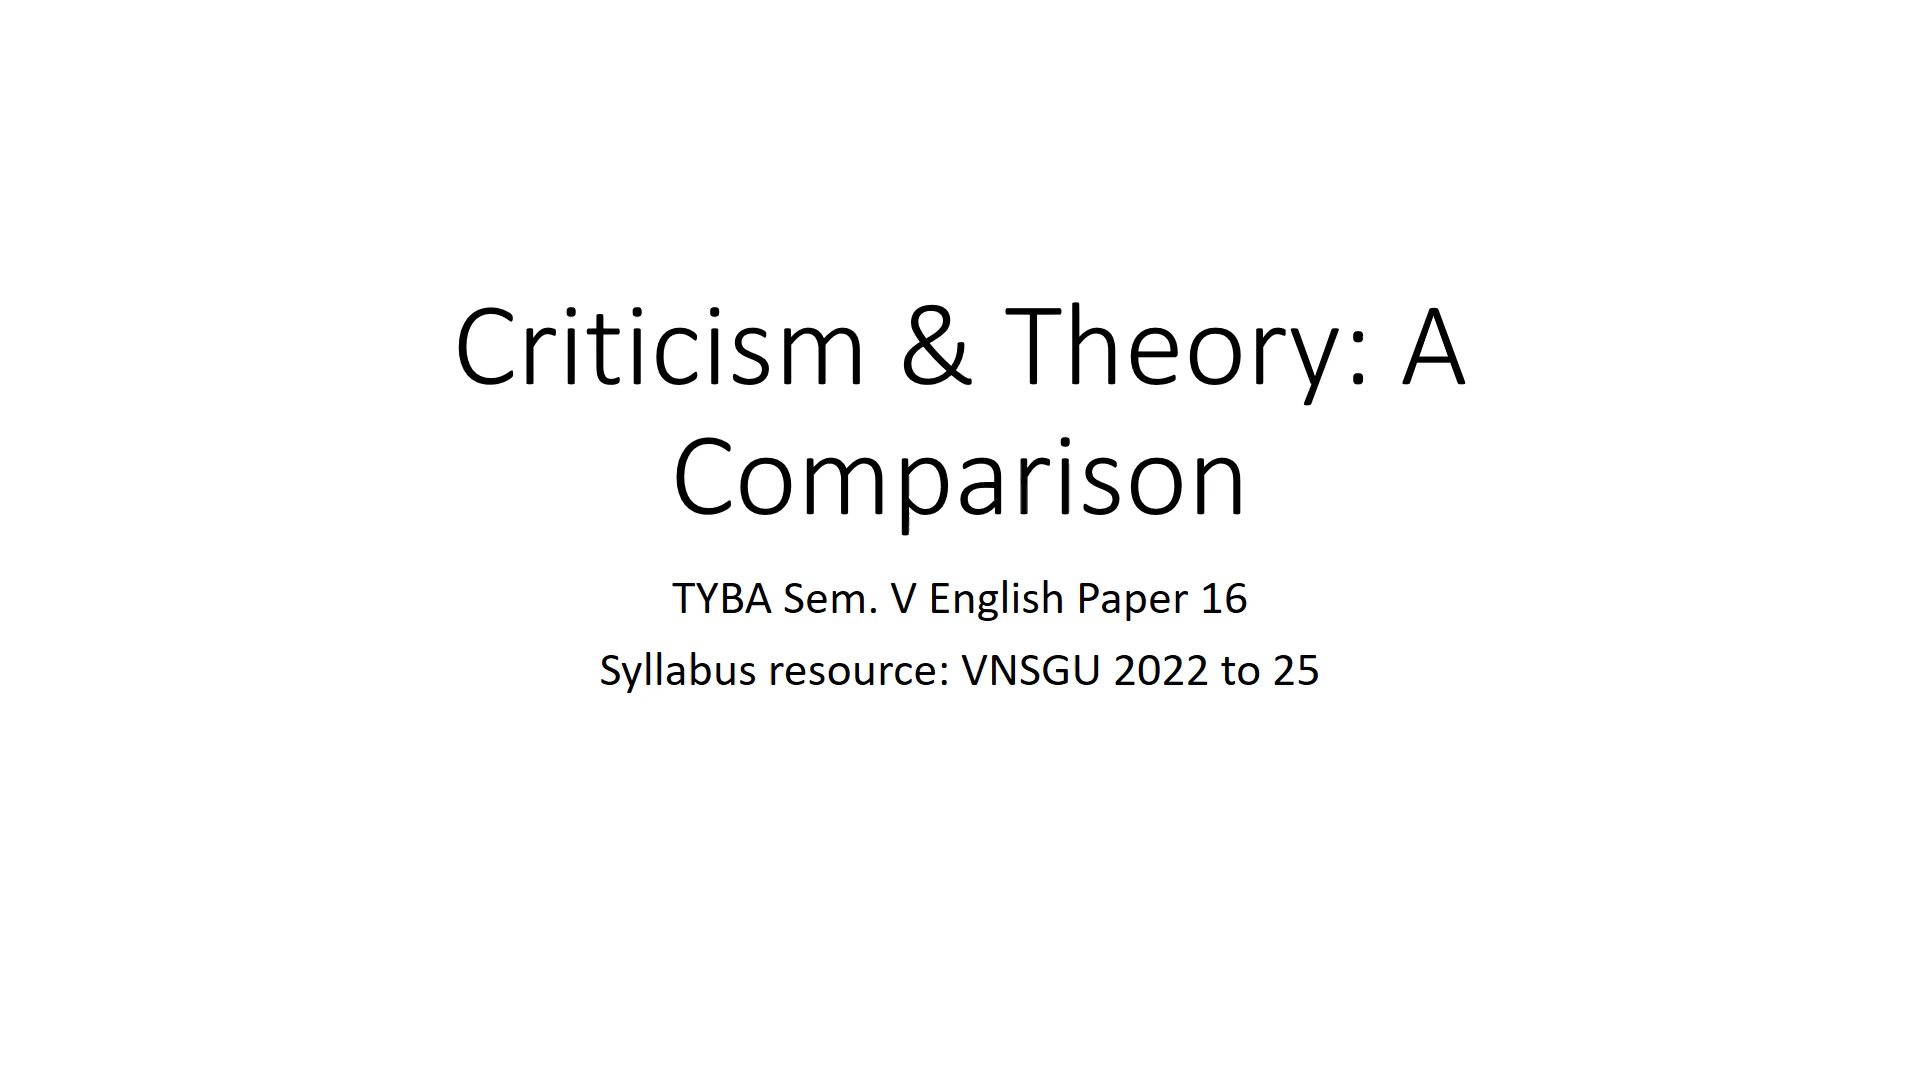 Criticism & Theory: A
Comparison
TYBA Sem. V English Paper 16
Syllabus resource: VNSGU 2022 to 25